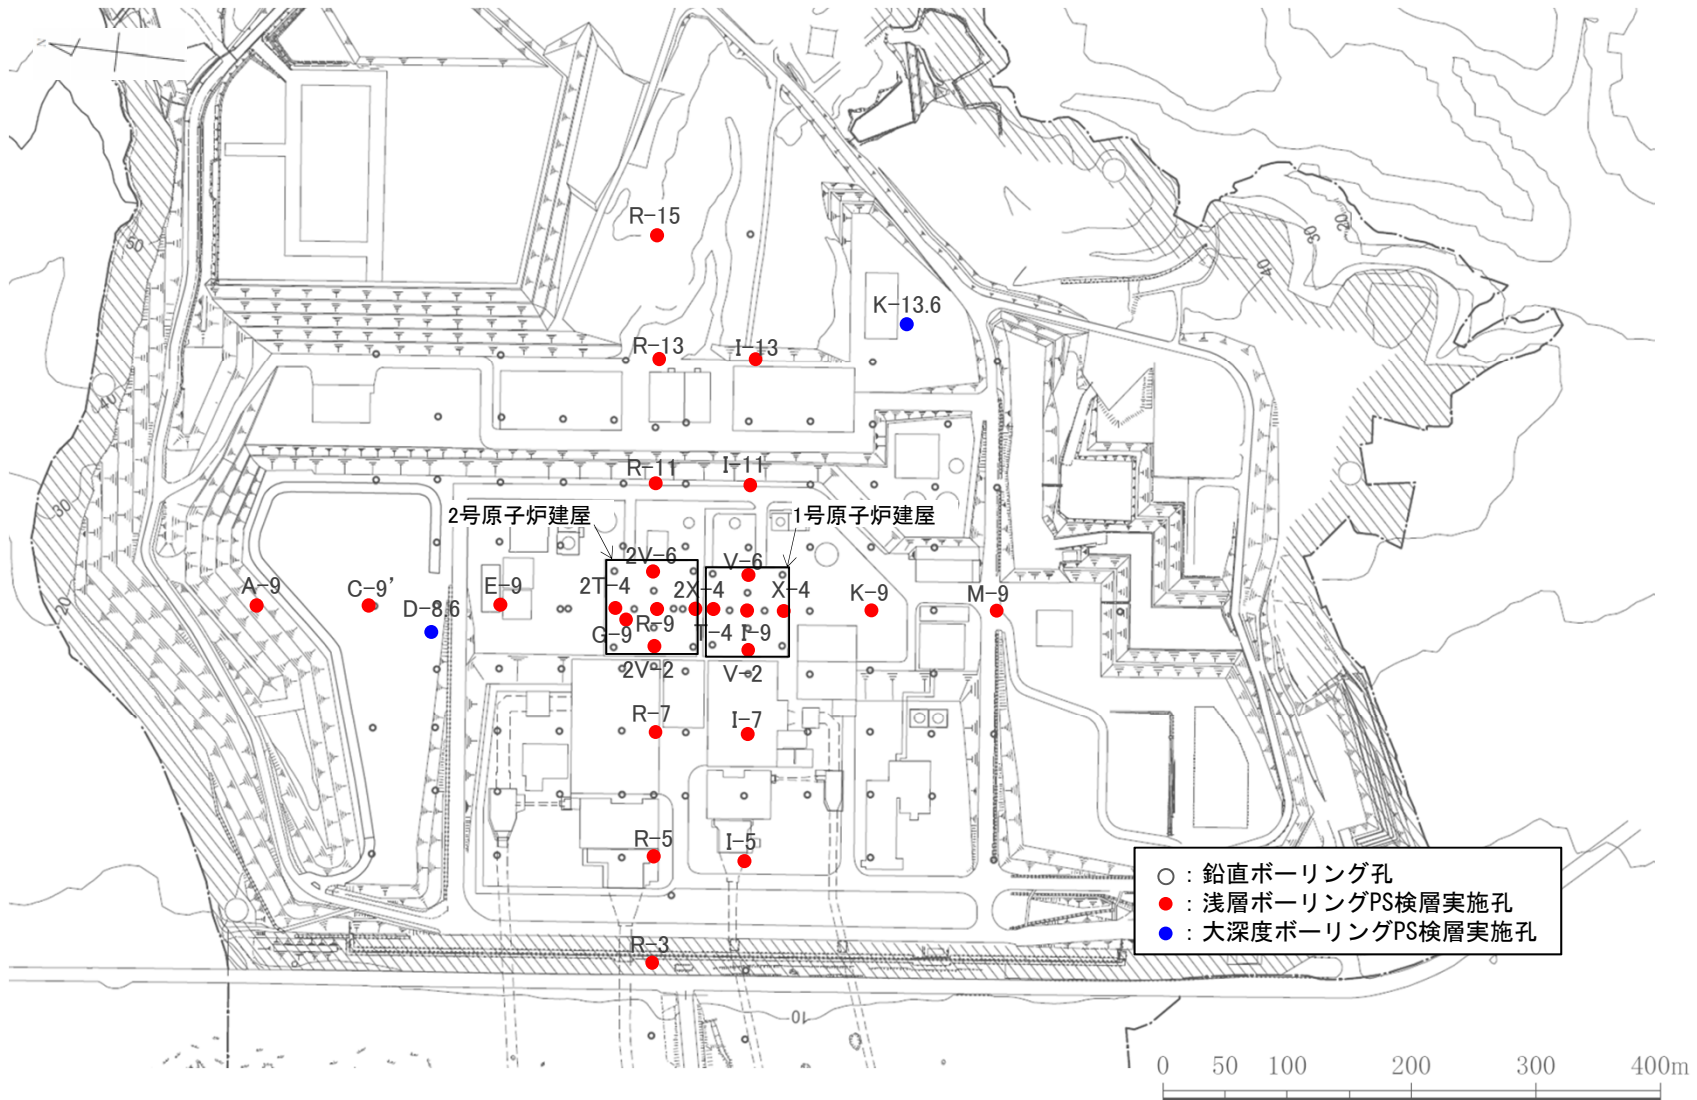 R-15
K-13.6
R-13
I-13
R-11
I-11
2号原子炉建屋
1号原子炉建屋
2V-6
V-6
A-9
C-9’
D-8.6
E-9
2T-4
2X-4
X-4
K-9
M-9
G-9
R-9
T-4
I-9
2V-2
V-2
R-7
I-7
R-5
I-5
R-3
50
40
30
20
30
20
40
10
○ : 鉛直ボーリング孔
● : 浅層ボーリングPS検層実施孔
● : 大深度ボーリングPS検層実施孔
0 50 100 200 300 400m